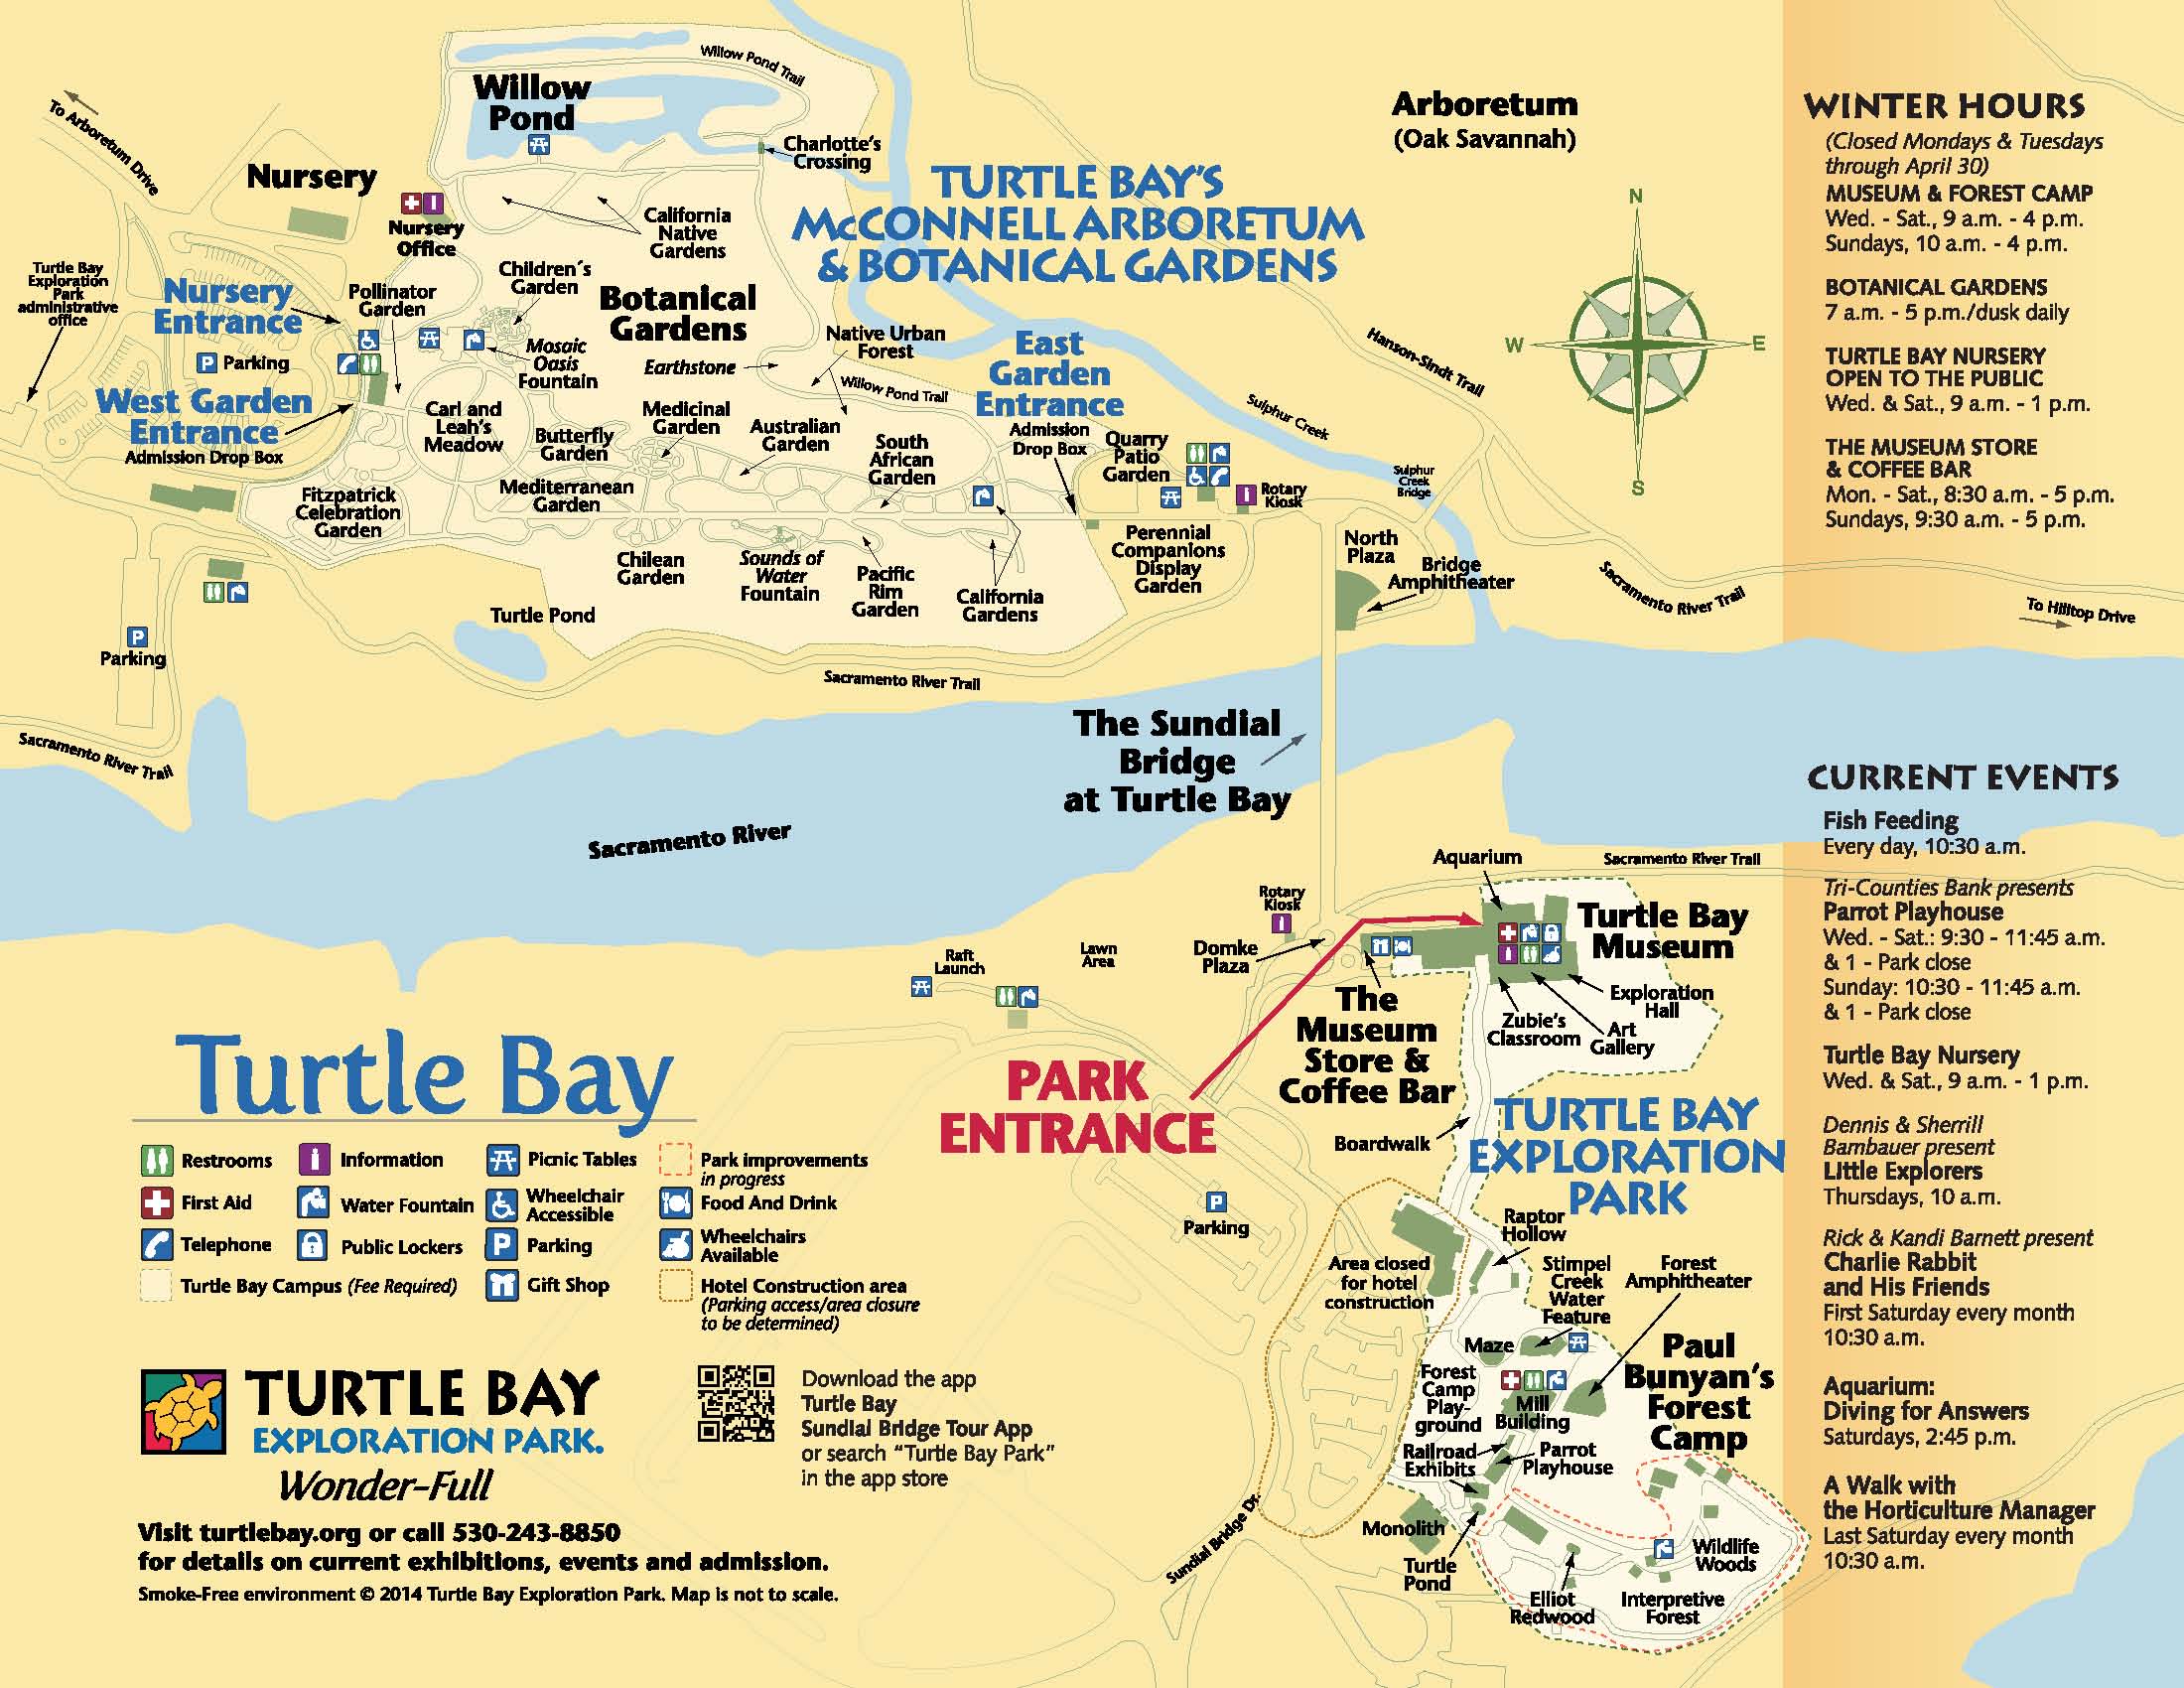 Willow Pond Trail
Willow
Pond
To Arboretum Drive
Charlotte's
Crossing
Arboretum
(Oak Savannah)
Nursery
TURTLE BAY'S
McCONNELL ARBORETUM
& BOTANICAL GARDENS
Nursery
Office
California
Native
Gardens
N
W
E
S
Turtle Bay
Exploration
Park
administrative
office
Nursery
Entrance
Pollinator
Garden
Children´s
Garden
Botanical
Gardens
Mosaic
Oasis
Fountain
Earthstone
Native Urban
Forest
Willow Pond Trail
East
Garden
Entrance
Admission
Drop Box
Hanson-Sindt Trail
Sulphur Creek
P Parking
West Garden
Entrance
Admission Drop Box
Carl and
Leah's
Meadow
Butterfly
Garden
Medicinal
Garden
Australian
Garden
South
African
Garden
Quarry
Patio
Garden
Rotary
Kiosk
Sulphur
Creek
Bridge
Fitzpatrick
Celebration
Garden
Mediterranean
Garden
Chilean
Garden
Sounds of
Water
Fountain
Pacific
Rim
Garden
California
Gardens
Perennial
Companions
Display
Garden
North
Plaza
Bridge
Amphitheater
Sacramento River Trail
To Hilltop Drive
Turtle Pond
P
Parking
Sacramento River Trail
Sacramento River Trail
The Sundial
Bridge
at Turtle Bay
Sacramento River
Aquarium
Sacramento River Trail
Rotary
Kiosk
Turtle Bay
Museum
Raft
Launch
Lawn
Area
Domke
Plaza
The
Museum
Store &
Coffee Bar
Exploration
Hall
Zubie's
Classroom
Art
Gallery
PARK
ENTRANCE
Boardwalk
TURTLE BAY
EXPLORATION
PARK
P
Parking
Raptor
Hollow
Area closed
for hotel
construction
Stimpel
Creek
Water
Feature
Forest
Amphitheater
Maze
Paul
Bunyan's
Forest
Camp
Forest
Camp
Play-
ground
Mill
Building
Railroad
Exhibits
Parrot
Playhouse
Monolith
Turtle
Pond
Wildlife
Woods
Elliot
Redwood
Interpretive
Forest
Sundial Bridge Dr.
Turtle Bay
Restrooms
Information
Picnic Tables
Park improvements
in progress
First Aid
Water Fountain
Wheelchair
Accessible
Food And Drink
Telephone
Public Lockers
P Parking
Wheelchairs
Available
Turtle Bay Campus (Fee Required)
Gift Shop
Hotel Construction area
(Parking access/area closure
to be determined)
TURTLE BAY
EXPLORATION PARK.
Wonder-Full
Download the app
Turtle Bay
Sundial Bridge Tour App
or search "Turtle Bay Park"
in the app store
Visit turtlebay.org or call 530-243-8850
for details on current exhibitions, events and admission.
Smoke-Free environment © 2014 Turtle Bay Exploration Park. Map is not to scale.
WINTER HOURS
(Closed Mondays & Tuesdays
through April 30)
MUSEUM & FOREST CAMP
Wed. - Sat., 9 a.m. - 4 p.m.
Sundays, 10 a.m. - 4 p.m.
BOTANICAL GARDENS
7 a.m. - 5 p.m./dusk daily
TURTLE BAY NURSERY
OPEN TO THE PUBLIC
Wed. & Sat., 9 a.m. - 1 p.m.
THE MUSEUM STORE
& COFFEE BAR
Mon. - Sat., 8:30 a.m. - 5 p.m.
Sundays, 9:30 a.m. - 5 p.m.
CURRENT EVENTS
Fish Feeding
Every day, 10:30 a.m.
Tri-Counties Bank presents
Parrot Playhouse
Wed. - Sat.: 9:30 - 11:45 a.m.
& 1 - Park close
Sunday: 10:30 - 11:45 a.m.
& 1 - Park close
Turtle Bay Nursery
Wed. & Sat., 9 a.m. - 1 p.m.
Dennis & Sherrill
Bambauer present
Little Explorers
Thursdays, 10 a.m.
Rick & Kandi Barnett present
Charlie Rabbit
and His Friends
First Saturday every month
10:30 a.m.
Aquarium:
Diving for Answers
Saturdays, 2:45 p.m.
A Walk with
the Horticulture Manager
Last Saturday every month
10:30 a.m.